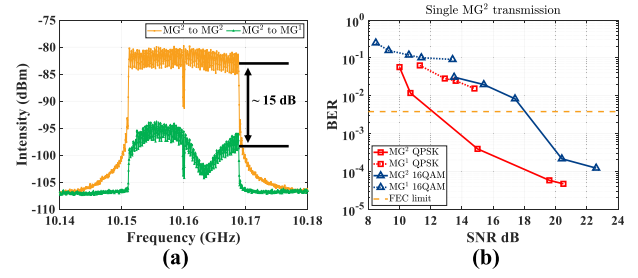 (a)
MG² to MG²
MG² to MG¹
-75
-80
-85
-90
-95
-100
-105
-110
Intensity (dBm)
~ 15 dB
10.14
10.15
10.16
10.17
10.18
Frequency (GHz)
(a)
(b)
Single MG² transmission
10⁰
10⁻¹
10⁻²
10⁻³
10⁻⁴
10⁻⁵
BER
MG² QPSK
MG¹ QPSK
MG² 16QAM
MG¹ 16QAM
FEC limit
10
12
14
16
18
20
22
24
SNR dB
(b)